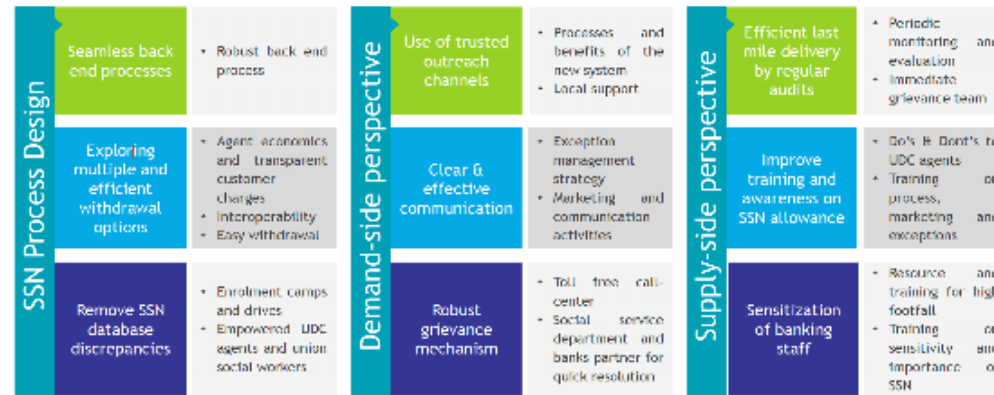 SSN Process Design
Seamless back
end processes
• Robust back end
process
Exploring
multiple and
efficient
withdrawal
options
• Agent economics
and transparent
customer
charges
• Interoperability
• Easy withdrawal
Remove SSN
database
discrepancies
• Enrolment camps
and drives
• Empowered UDC
agents and union
social workers
Demand-side perspective
Use of trusted
outreach
channels
• Processes and
benefits of the
new system
• Local support
Clear &
effective
communication
• Exception
management
strategy
• Marketing and
communication
activities
Robust
grievance
mechanism
• Toll free call-
center
• Social service
department and
banks partner for
quick resolution
Supply-side perspective
Efficient last
mile delivery
by regular
audits
• Periodic
monitoring and
evaluation
• Immediate
grievance team
Improve
training and
awareness on
SSN allowance
• Do's & Dont's
UDC agents
• Training
process,
marketing and
exceptions
Sensitization
of banking
staff
• Resource and
training for high
footfall
• Training
sensitivity and
importance
SSN